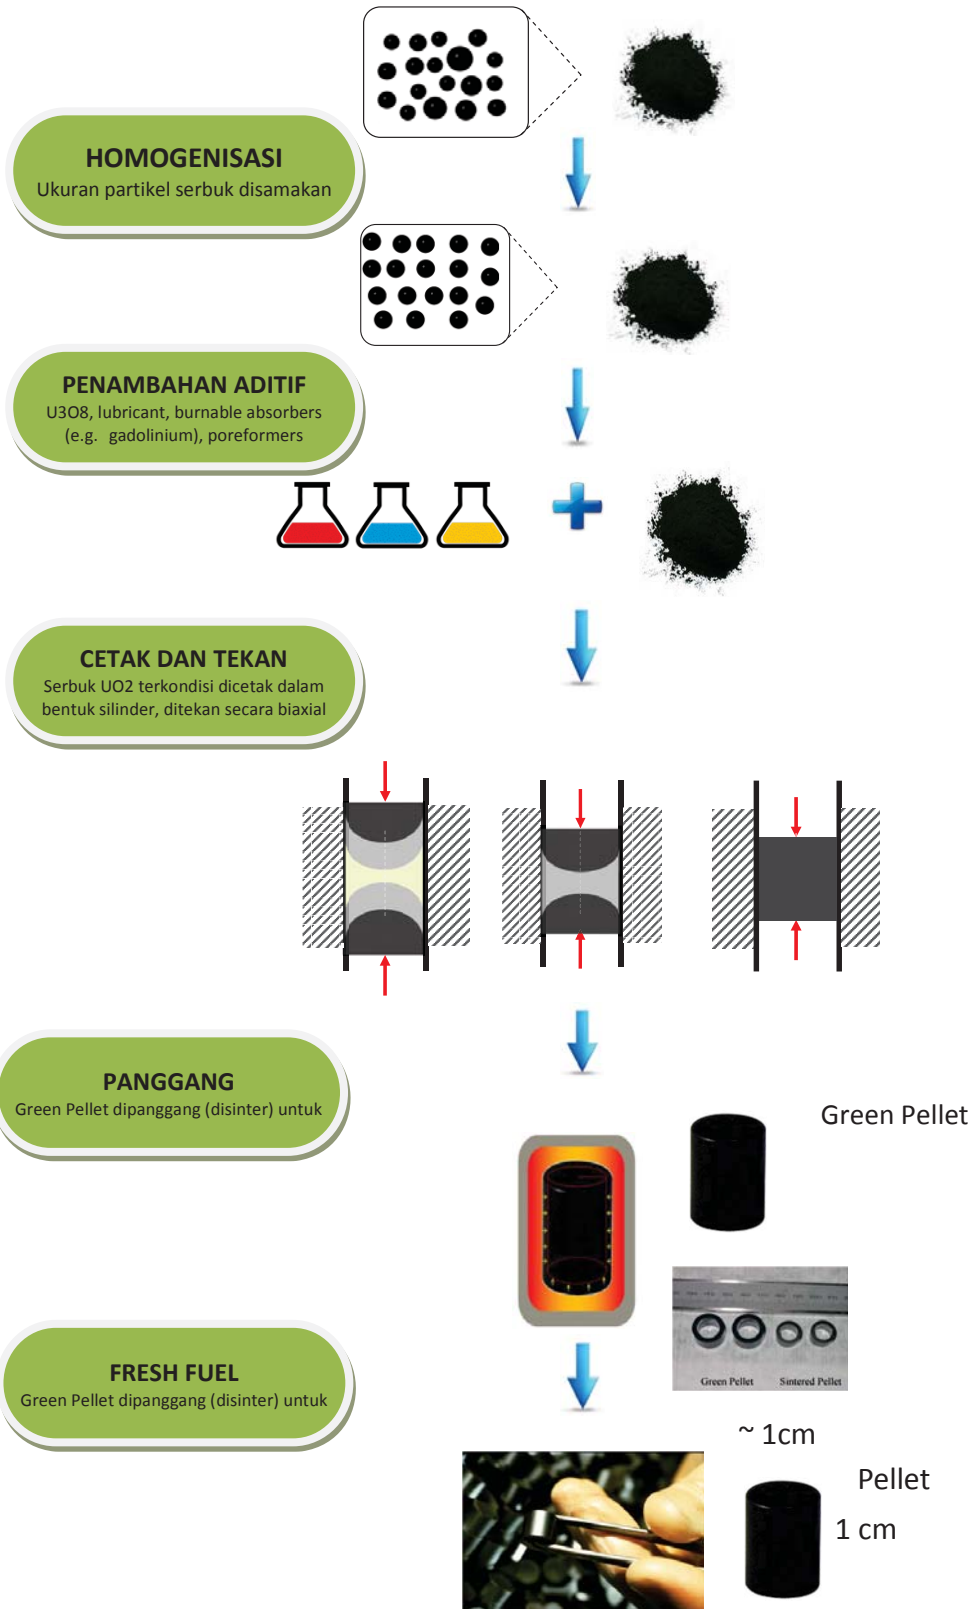 HOMOGENISASI
Ukuran partikel serbuk disamakan
PENAMBAHAN ADITIF
U3O8, lubricant, burnable absorbers
(e.g. gadolinium), poreformers
CETAK DAN TEKAN
Serbuk UO2 terkondisi dicetak dalam
bentuk silinder, ditekan secara biaxial
PANGGANG
Green Pellet dipanggang (disinter) untuk
Green Pellet
Green Pellet Sintered Pellet
FRESH FUEL
Green Pellet dipanggang (disinter) untuk
~ 1cm
Pellet
1 cm